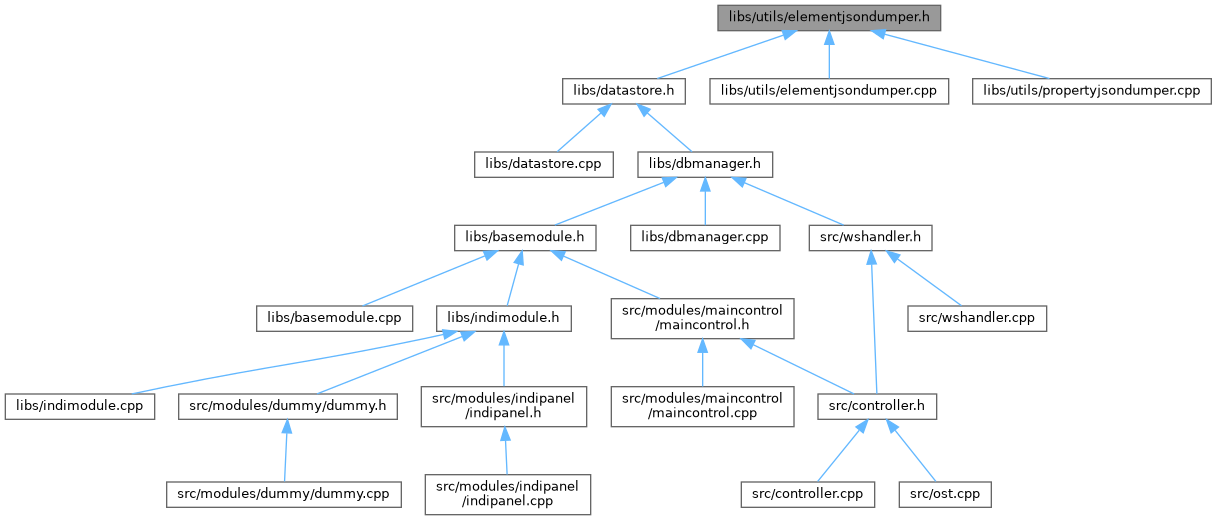 libs/utils/elementjsondumper.h
libs/datastore.h
libs/utils/elementjsondumper.cpp
libs/utils/propertyjsondumper.cpp
libs/datastore.cpp
libs/dbmanager.h
libs/basemodule.h
libs/dbmanager.cpp
src/wshandler.h
libs/basemodule.cpp
libs/indimodule.h
src/modules/maincontrol
/maincontrol.h
src/wshandler.cpp
libs/indimodule.cpp
src/modules/dummy/dummy.h
src/modules/indipanel
/indipanel.h
src/modules/maincontrol
/maincontrol.cpp
src/controller.h
src/modules/dummy/dummy.cpp
src/modules/indipanel
/indipanel.cpp
src/controller.cpp
src/ost.cpp